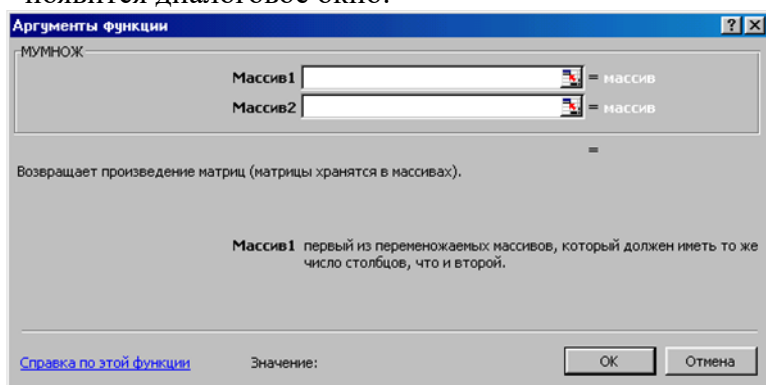 появится диалоговое окно:
Аргументы функции
МУМНОЖ
Массив1 = массив
Массив2 = массив
=
Возвращает произведение матриц (матрицы хранятся в массивах).
Массив1 первый из перемножаемых массивов, который должен иметь то же
число столбцов, что и второй.
Справка по этой функции Значение: OK Отмена